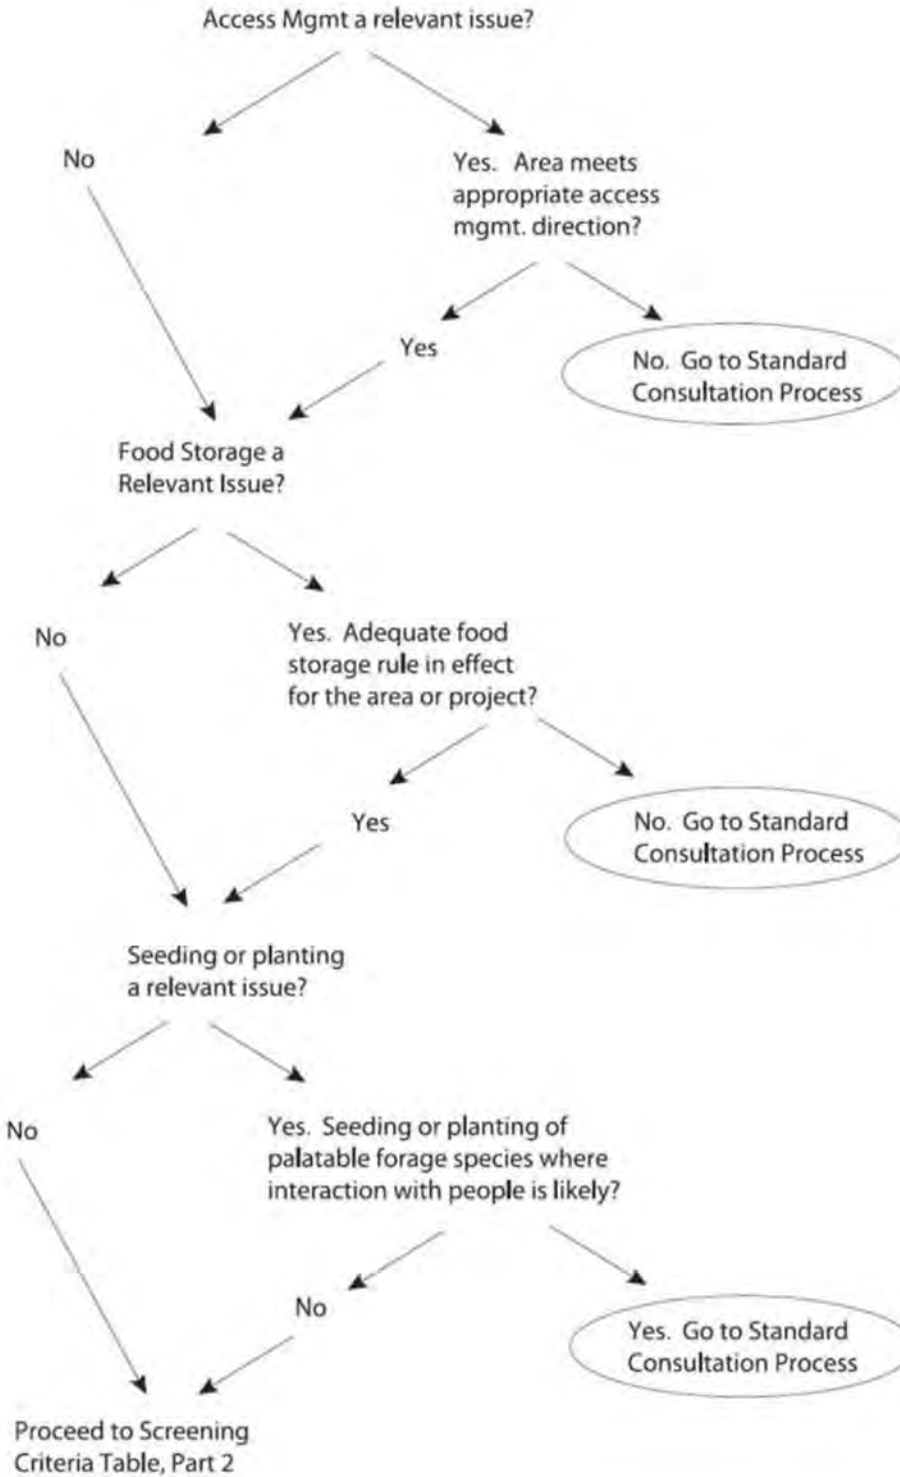 Access Mgmt a relevant issue?
No
Yes. Area meets
appropriate access
mgmt. direction?
Yes
No. Go to Standard
Consultation Process
Food Storage a
Relevant Issue?
No
Yes. Adequate food
storage rule in effect
for the area or project?
Yes
No. Go to Standard
Consultation Process
Seeding or planting
a relevant issue?
No
Yes. Seeding or planting of
palatable forage species where
interaction with people is likely?
No
Yes. Go to Standard
Consultation Process
Proceed to Screening
Criteria Table, Part 2